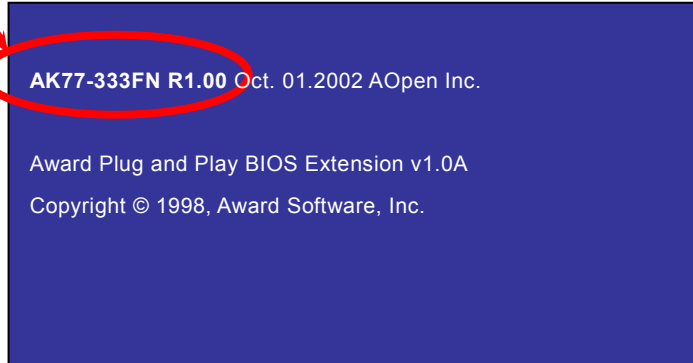 AK77-333FN R1.00 Oct. 01.2002 AOpen Inc.
Award Plug and Play BIOS Extension v1.0A
Copyright © 1998, Award Software, Inc.